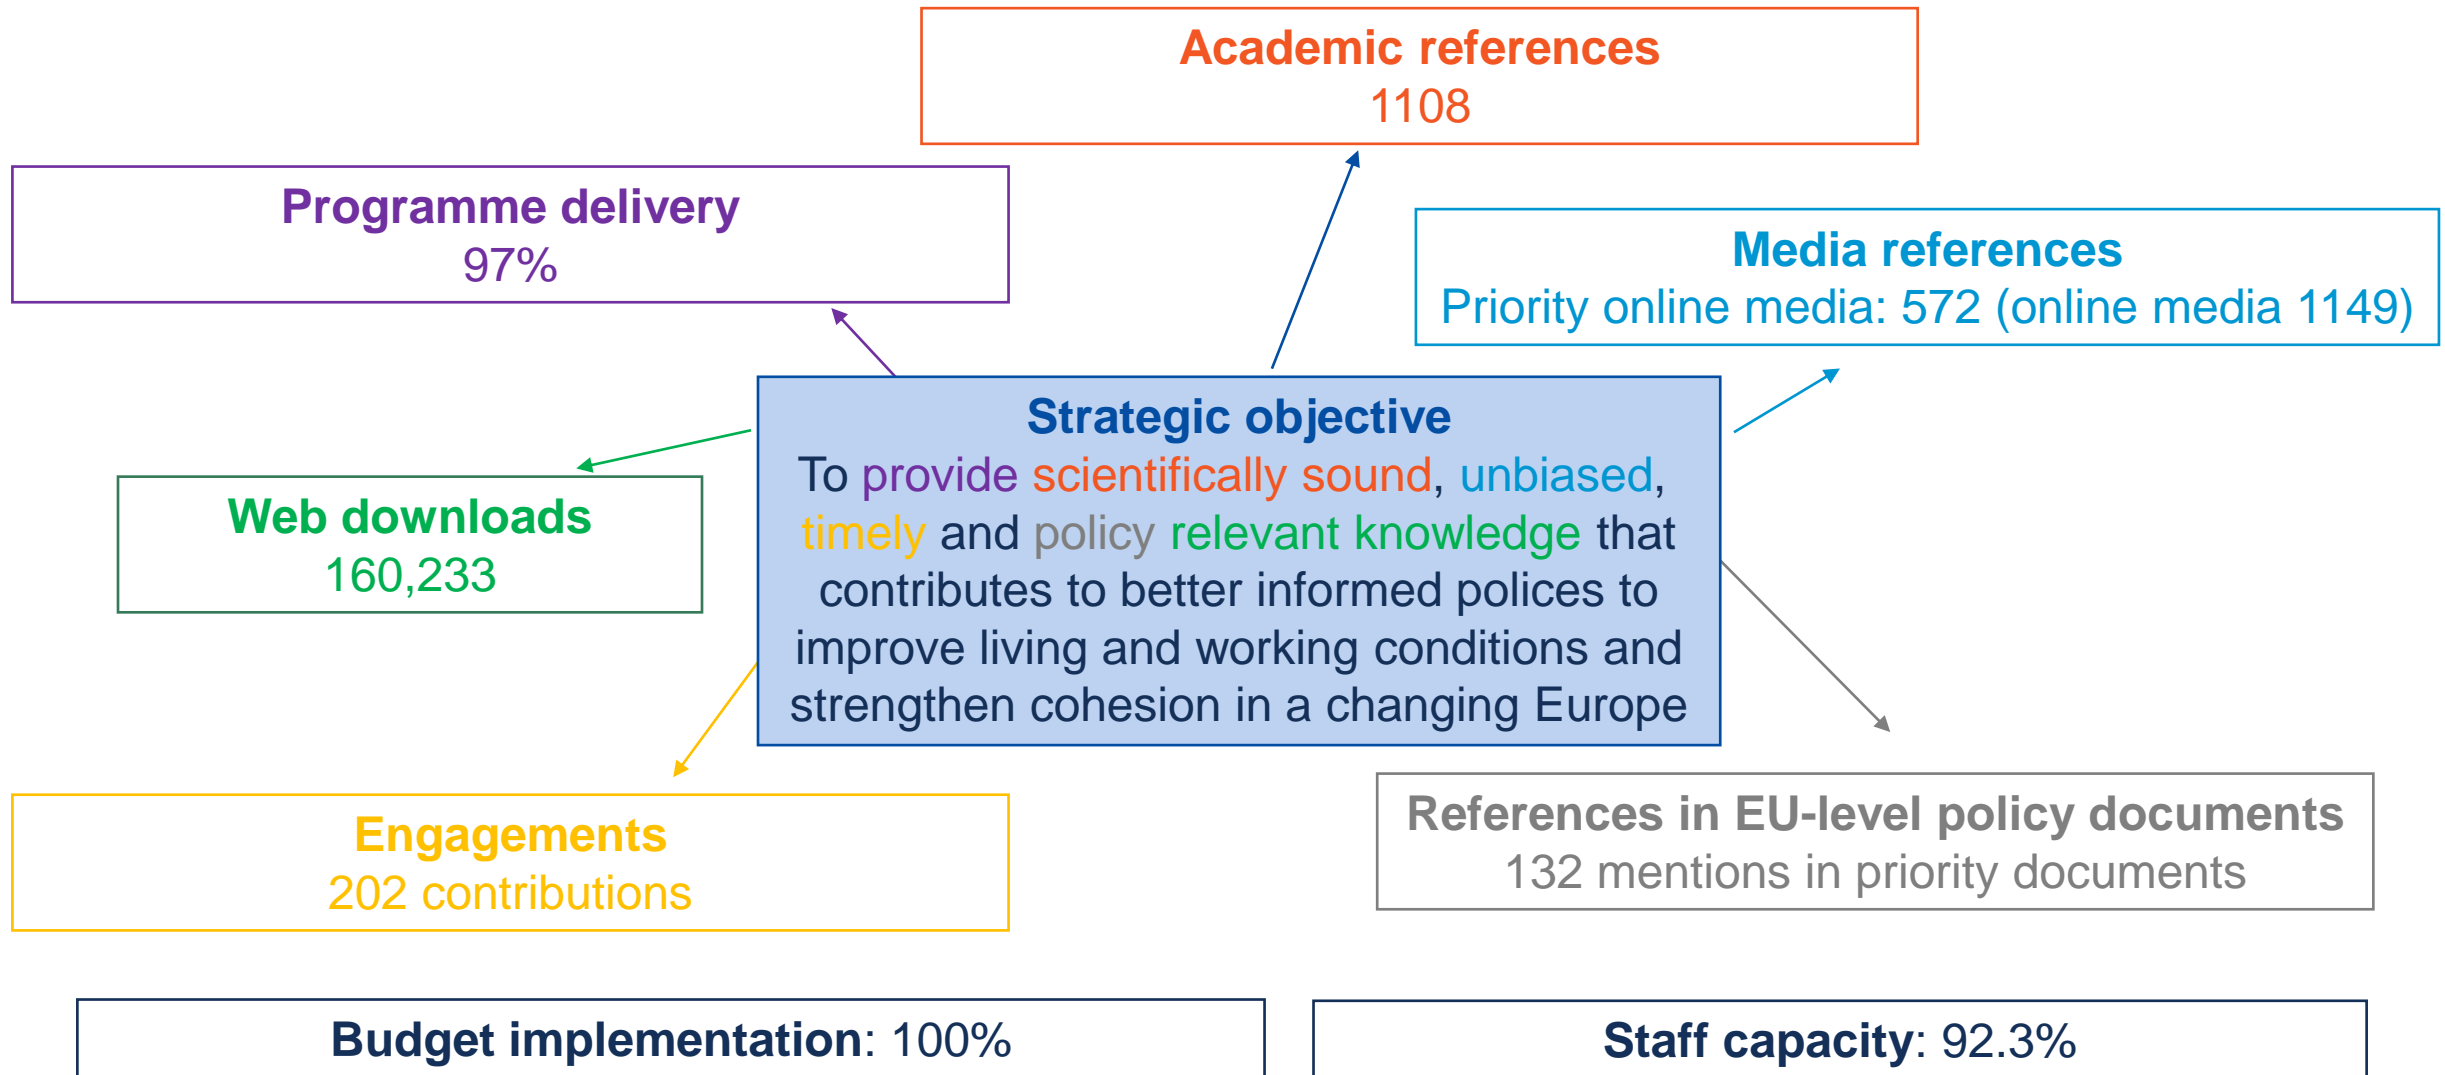 Academic references
1108
Programme delivery
97%
Media references
Priority online media: 572 (online media 1149)
Strategic objective
To provide scientifically sound, unbiased,
timely and policy relevant knowledge that
contributes to better informed polices to
improve living and working conditions and
strengthen cohesion in a changing Europe
Web downloads
160,233
Engagements
202 contributions
References in EU-level policy documents
132 mentions in priority documents
Budget implementation: 100%
Staff capacity: 92.3%